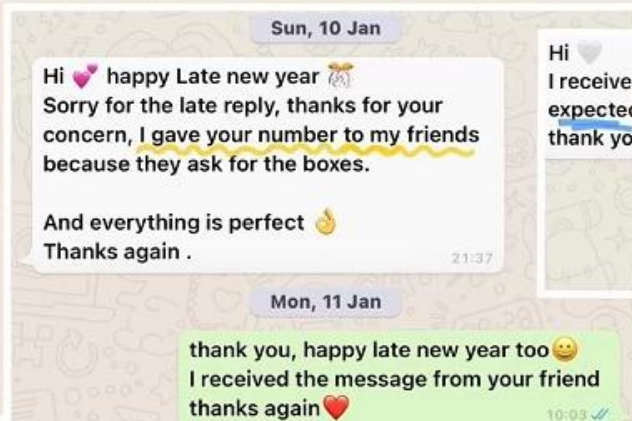 Sun, 10 Jan
Hi 💕 happy Late new year 🎊
Sorry for the late reply, thanks for your
concern, I gave your number to my friends
because they ask for the boxes.
And everything is perfect 👌
Thanks again .
21:37
Mon, 11 Jan
thank you, happy late new year too😀
I received the message from your friend
thanks again❤️
10:03
Hi 🤍
I receive
expected
thank yo